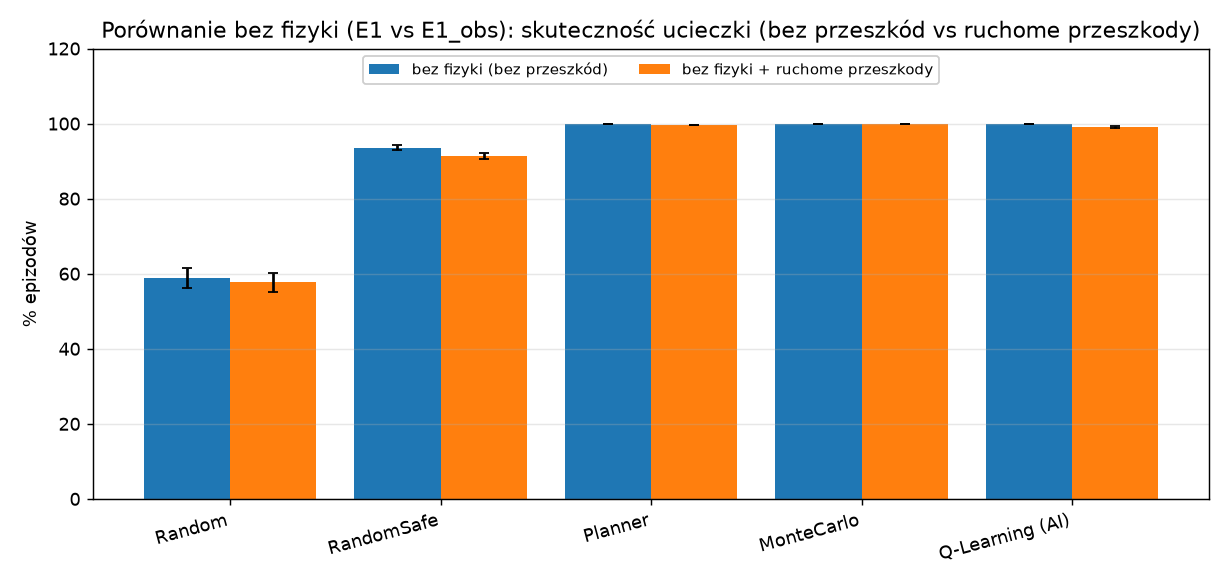 Porównanie bez fizyki (E1 vs E1_obs): skuteczność ucieczki (bez przeszkód vs ruchome przeszkody)
bez fizyki (bez przeszkód)
bez fizyki + ruchome przeszkody
% epizodów
120
100
80
60
40
20
0
Random
RandomSafe
Planner
MonteCarlo
Q-Learning (AI)